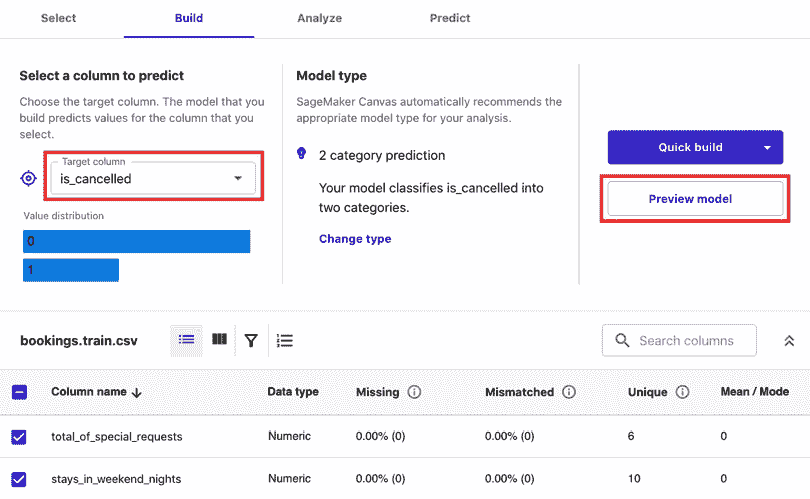 Select
Build
Analyze
Predict
Select a column to predict
Choose the target column. The model that you
build predicts values for the column that you
select.
Target column
is_cancelled
Value distribution
0
1
Model type
SageMaker Canvas automatically recommends the
appropriate model type for your analysis.
2 category prediction
Your model classifies is_cancelled into
two categories.
Change type
Quick build
Preview model
bookings.train.csv
Search columns
Column name Data type Missing Mismatched Unique Mean / Mode
total_of_special_requests Numeric 0.00% (0) 0.00% (0) 6 0
stays_in_weekend_nights Numeric 0.00% (0) 0.00% (0) 10 0